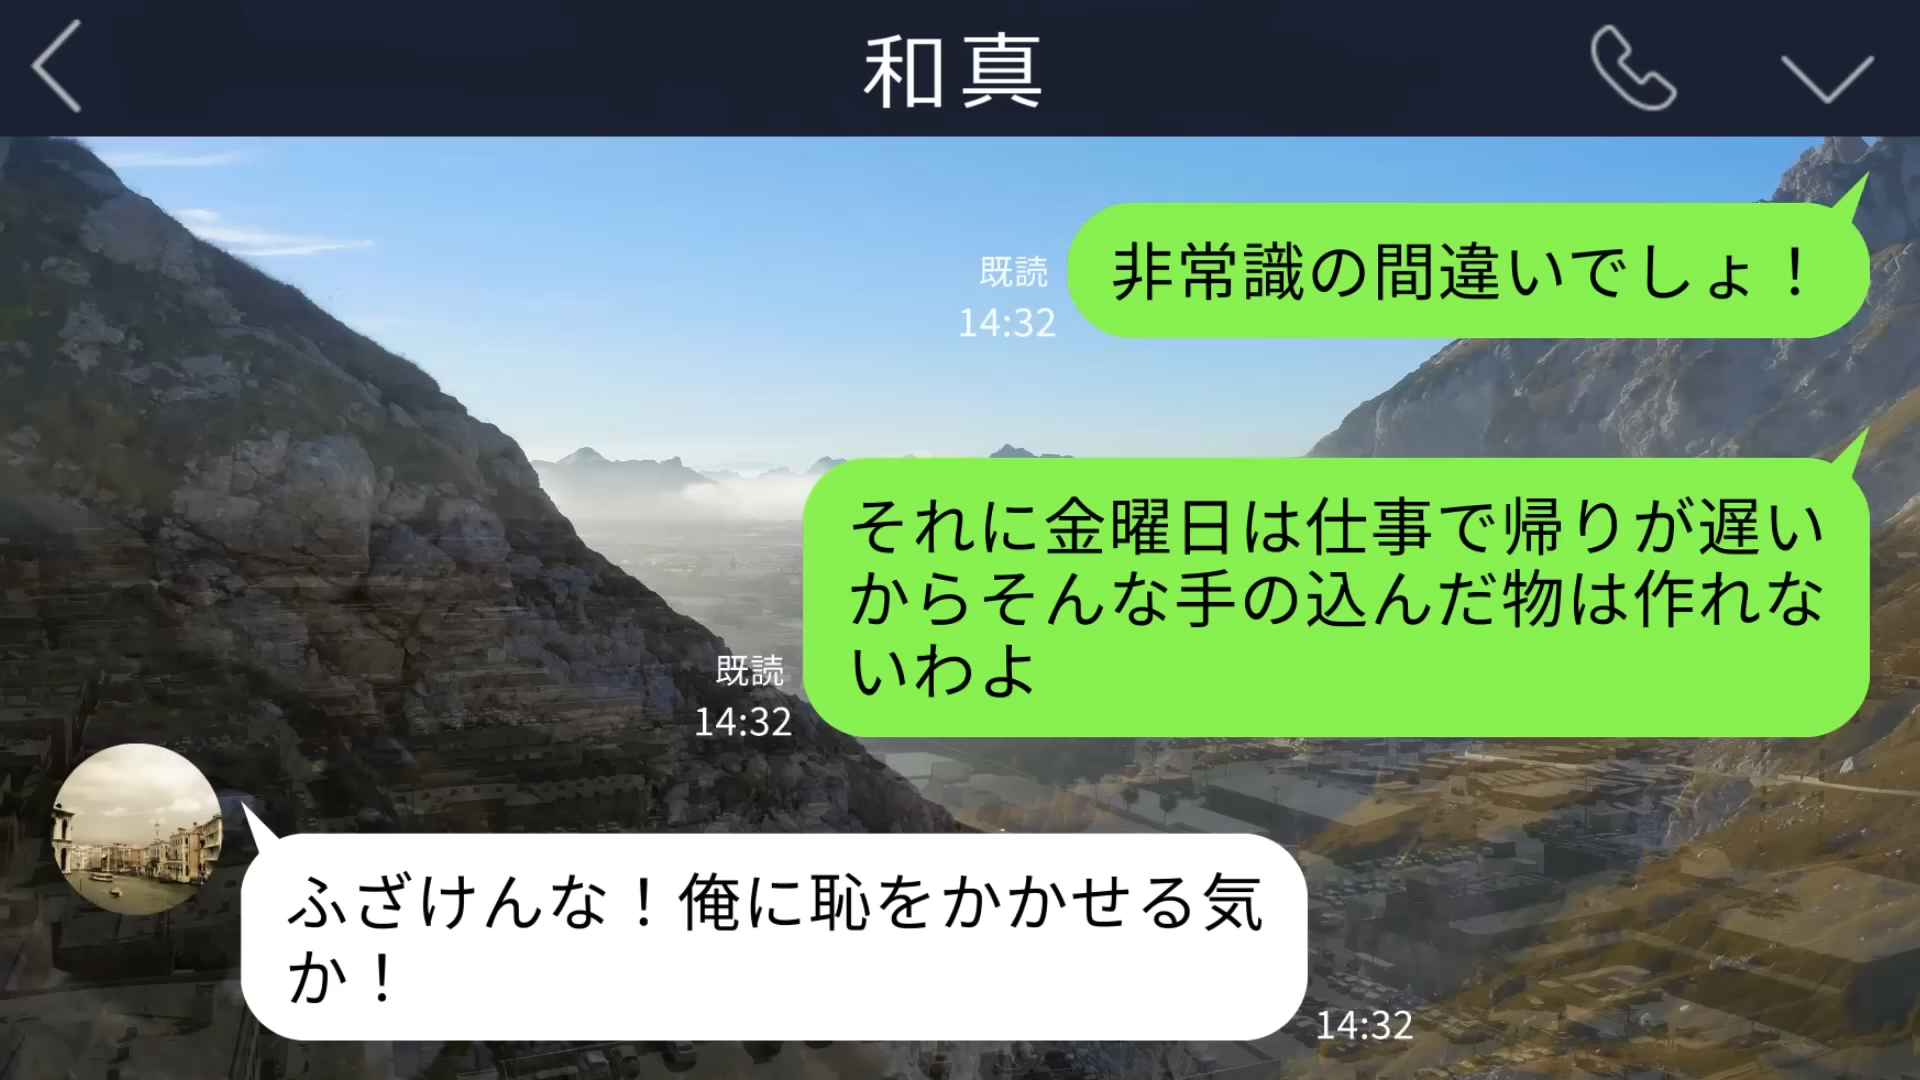 和真
非常識の間違いでしょ！
既読
14:32
それに金曜日は仕事で帰りが遅い
からそんな手の込んだ物は作れな
いわよ
既読
14:32
ふざけんな！俺に恥をかかせる気
か！
14:32